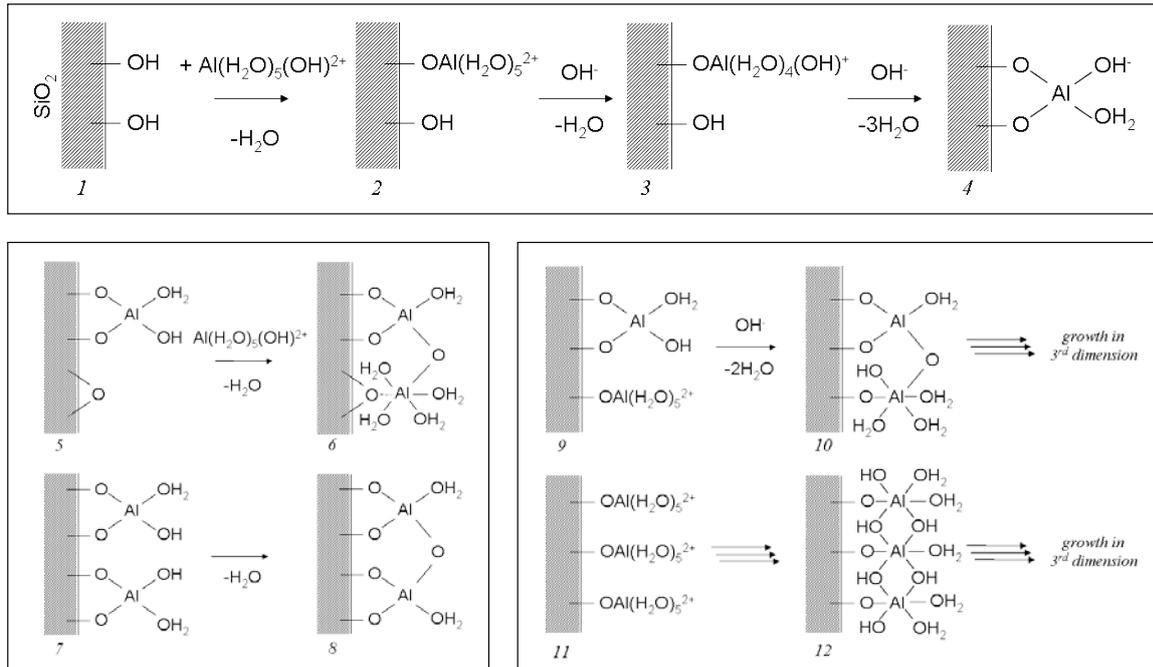 SiO₂
OH
OH
1
+ Al(H₂O)₅(OH)²⁺
-H₂O
OAl(H₂O)₅²⁺
OH
2
OH⁻
-H₂O
OAl(H₂O)₄(OH)⁺
OH
3
OH⁻
-3H₂O
O
O
Al
OH⁻
OH₂
4
O
O
Al
OH₂
OH
O
5
Al(H₂O)₅(OH)²⁺
-H₂O
O
O
Al
OH₂
O
H₂O
O
Al
OH₂
H₂O
OH₂
6
O
O
Al
OH₂
OH
O
O
Al
OH
OH₂
7
-H₂O
O
O
Al
OH₂
O
O
O
Al
OH₂
8
O
O
Al
OH₂
OH
OAl(H₂O)₅²⁺
9
OH⁻
-2H₂O
O
O
Al
OH₂
O
HO
O
Al
OH₂
H₂O
OH₂
10
growth in
3rd dimension
OAl(H₂O)₅²⁺
OAl(H₂O)₅²⁺
OAl(H₂O)₅²⁺
11
HO
OH₂
O
Al
OH₂
HO
OH
O
Al
OH₂
HO
OH
O
Al
OH₂
HO
OH₂
12
growth in
3rd dimension